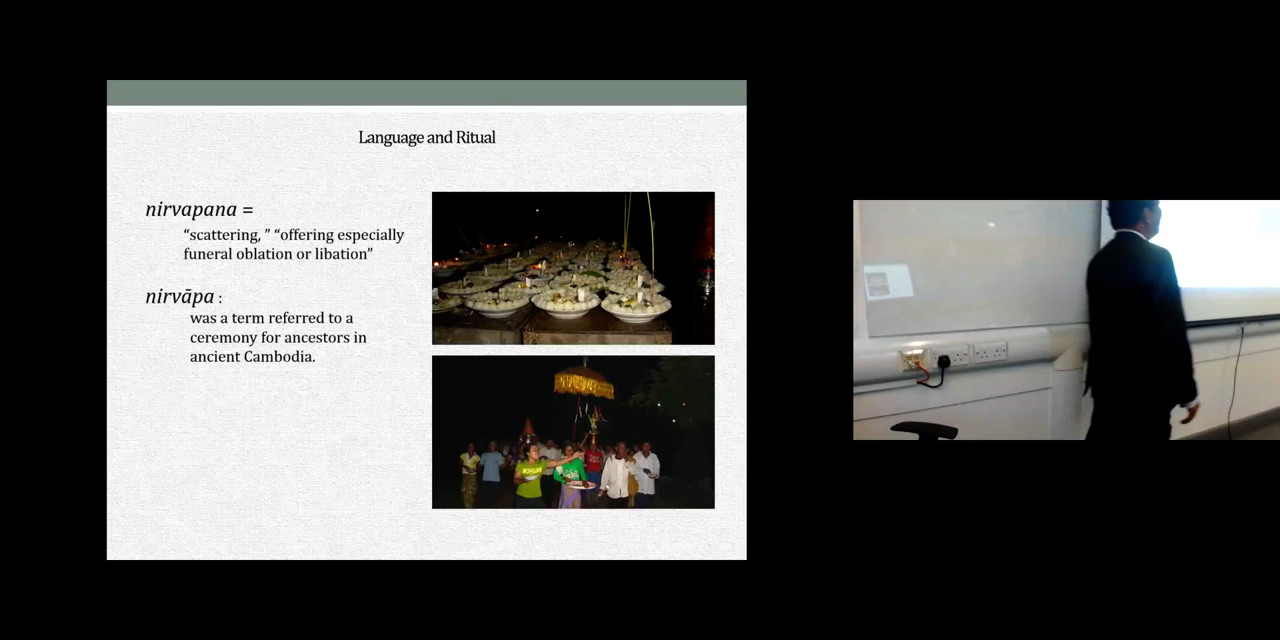 Language and Ritual
nirvapana =
“scattering, ” “offering especially
funeral oblation or libation”
nirvāpa :
was a term referred to a
ceremony for ancestors in
ancient Cambodia.